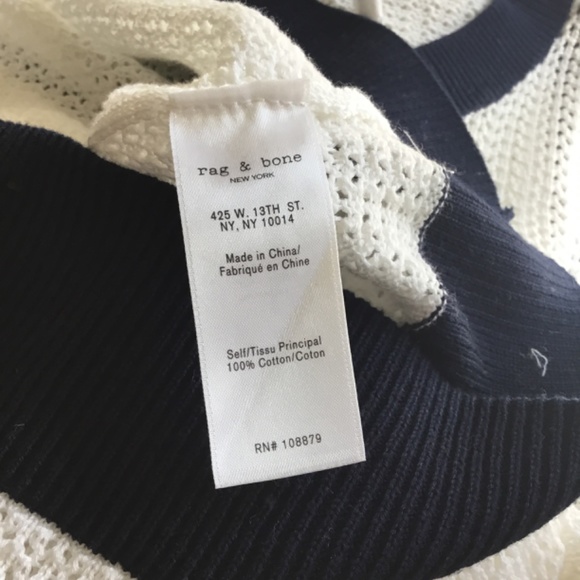 rag & bone
NEW YORK
425 W. 13TH ST.
NY, NY 10014
Made in China/
Fabriqué en Chine
Self/Tissu Principal
100% Cotton/Coton
RN# 108879